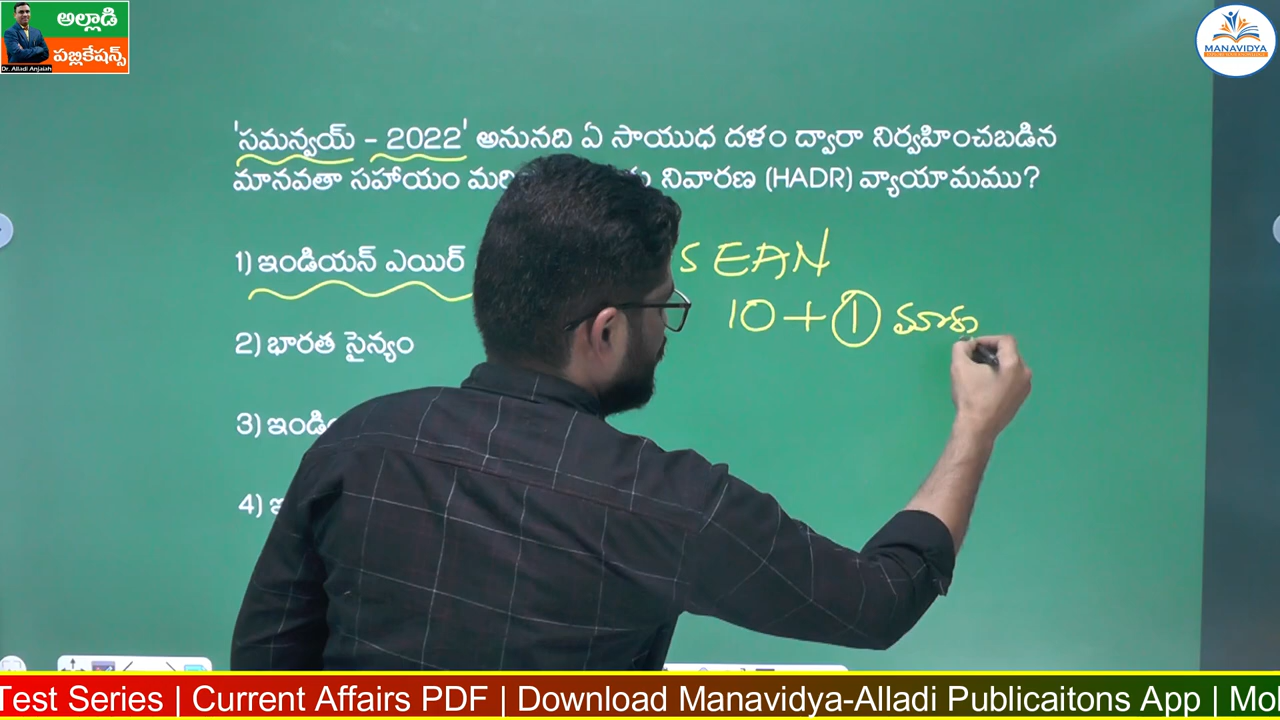 అల్లాడి
పబ్లికేషన్స్
Dr. Alladi Anjaiah
MANAVIDYA
'సమన్వయ్ - 2022' అనునది ఏ సాయుధ దళం ద్వారా నిర్వహించబడిన
మానవతా సహాయం నివారణ (HADR) వ్యాయామము?
1) ఇండియన్ ఎయిర్
SEAN
10+1
2) భారత సైన్యం
3)
4)
Test Series | Current Affairs PDF | Download Manavidya-Alladi Publicaitons App |